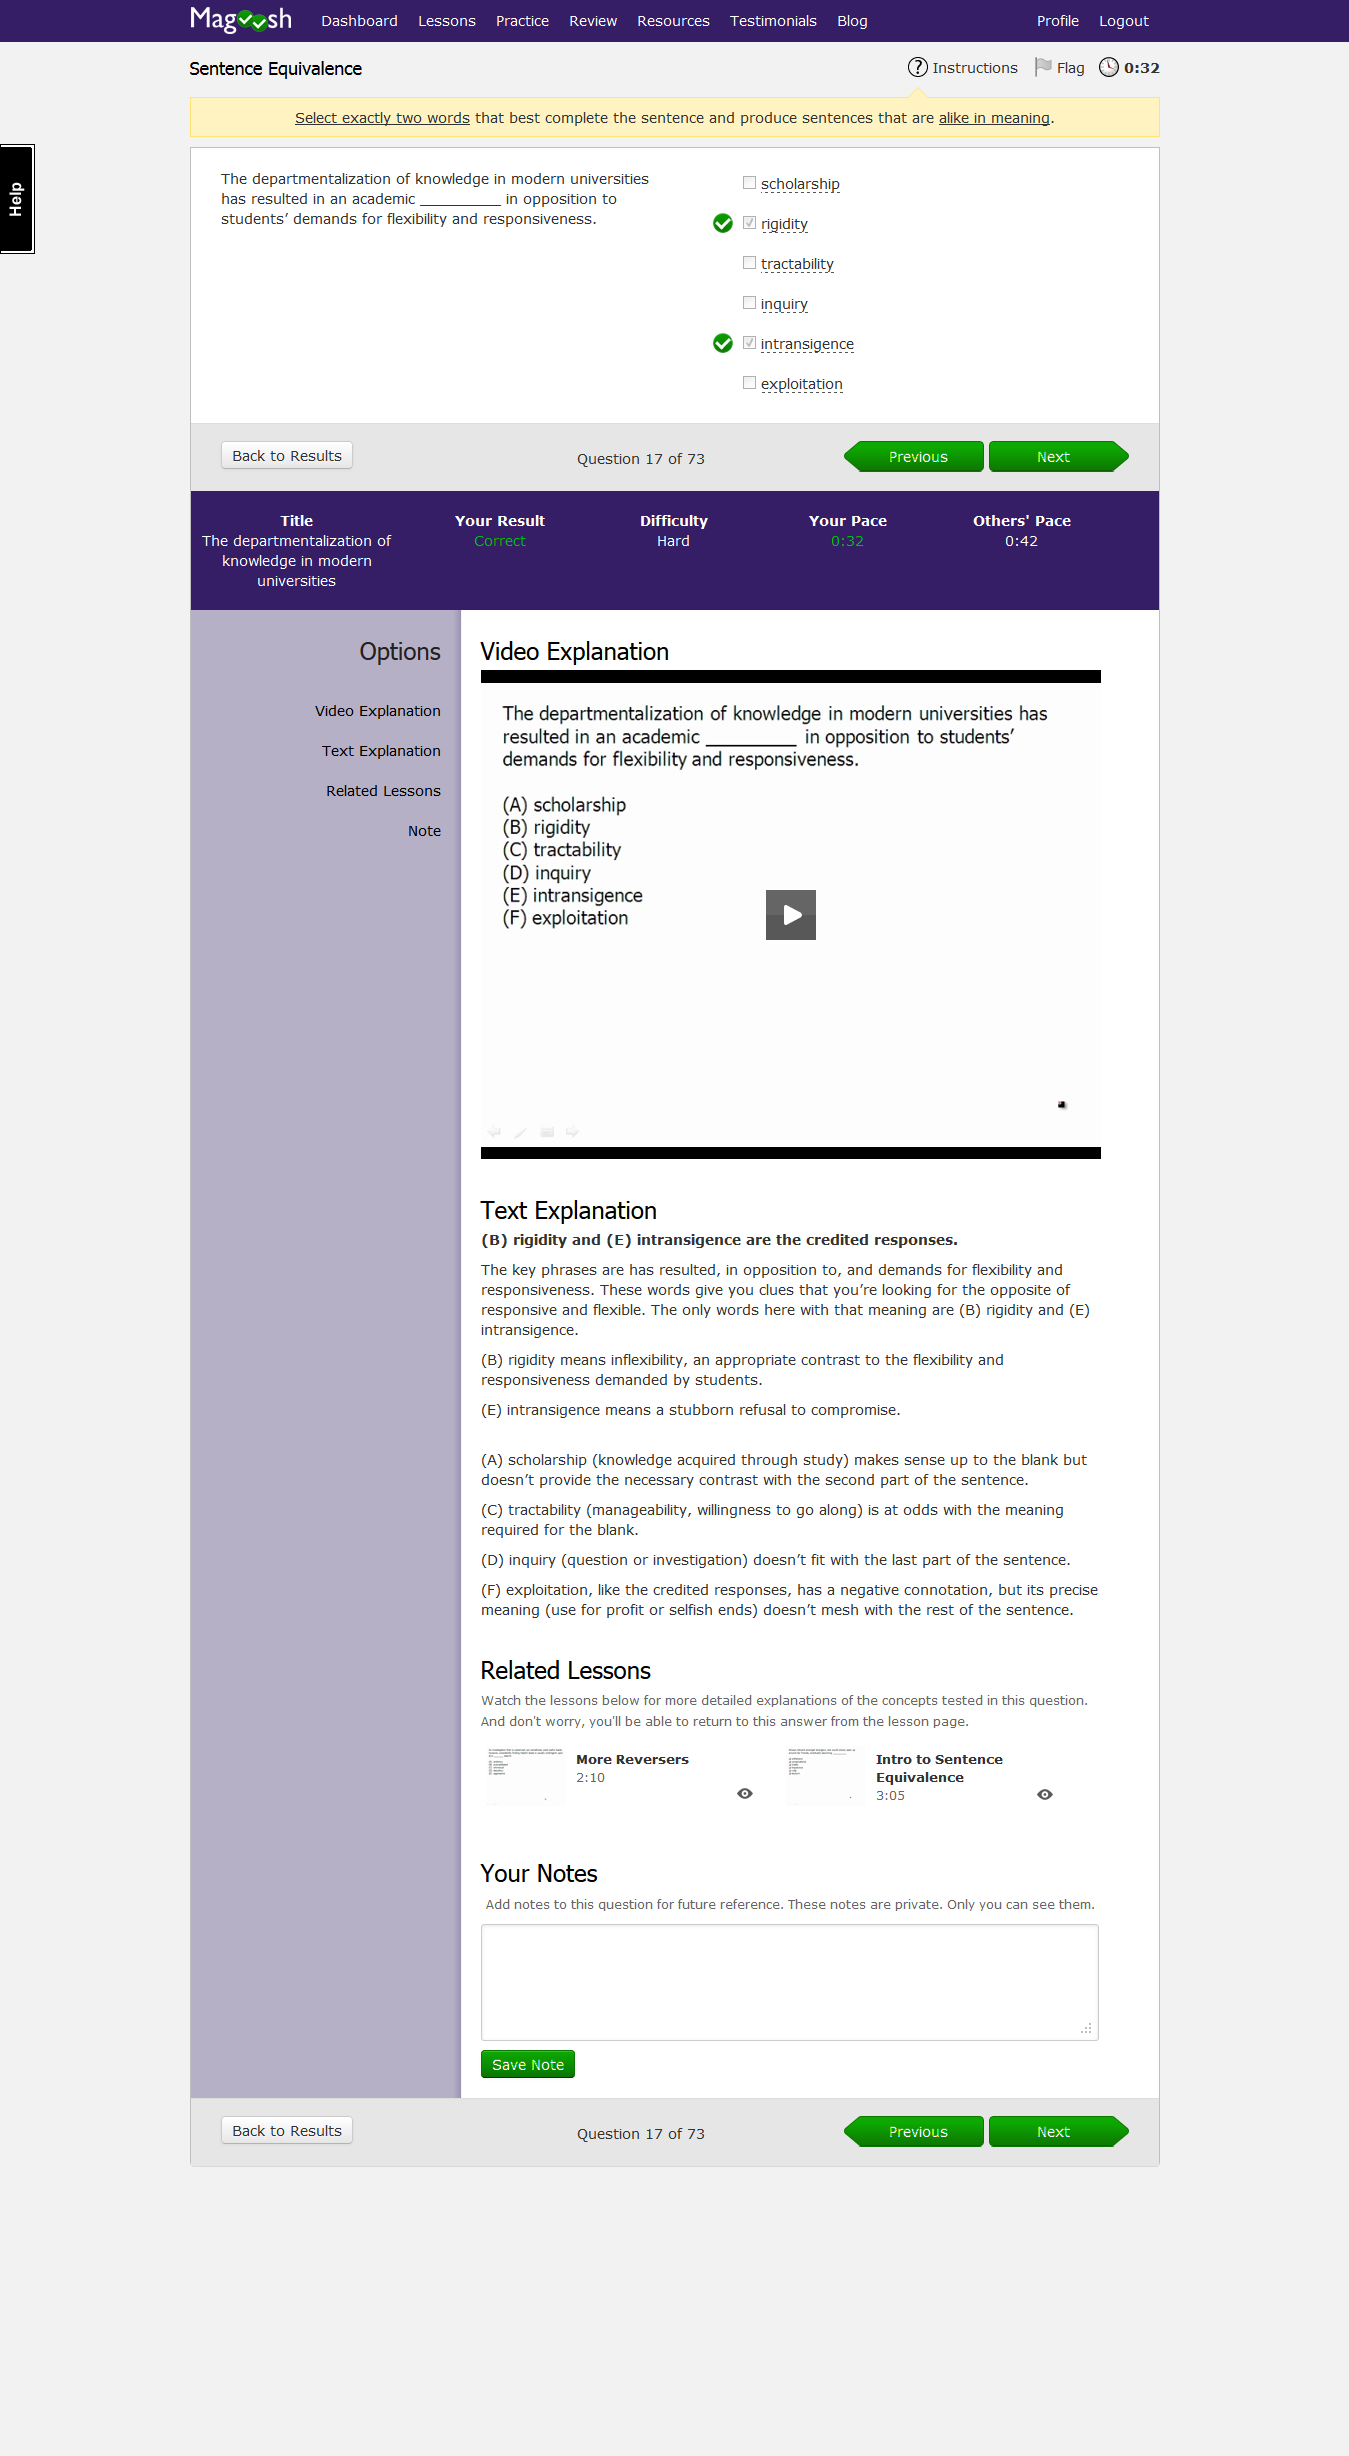 Magoosh Dashboard Lessons Practice Review Resources Testimonials Blog Profile Logout
Sentence Equivalence Instructions Flag 0:32
Select exactly two words that best complete the sentence and produce sentences that are alike in meaning.
Help
The departmentalization of knowledge in modern universities
has resulted in an academic __________ in opposition to
students’ demands for flexibility and responsiveness.
scholarship
rigidity
tractability
inquiry
intransigence
exploitation
Back to Results Question 17 of 73 Previous Next
Title Your Result Difficulty Your Pace Others' Pace
The departmentalization of Correct Hard 0:32 0:42
knowledge in modern
universities
Options
Video Explanation
Text Explanation
Related Lessons
Note
Video Explanation
The departmentalization of knowledge in modern universities has
resulted in an academic _________ in opposition to students’
demands for flexibility and responsiveness.
(A) scholarship
(B) rigidity
(C) tractability
(D) inquiry
(E) intransigence
(F) exploitation
Text Explanation
(B) rigidity and (E) intransigence are the credited responses.
The key phrases are has resulted, in opposition to, and demands for flexibility and
responsiveness. These words give you clues that you’re looking for the opposite of
responsive and flexible. The only words here with that meaning are (B) rigidity and (E)
intransigence.
(B) rigidity means inflexibility, an appropriate contrast to the flexibility and
responsiveness demanded by students.
(E) intransigence means a stubborn refusal to compromise.
(A) scholarship (knowledge acquired through study) makes sense up to the blank but
doesn’t provide the necessary contrast with the second part of the sentence.
(C) tractability (manageability, willingness to go along) is at odds with the meaning
required for the blank.
(D) inquiry (question or investigation) doesn’t fit with the last part of the sentence.
(F) exploitation, like the credited responses, has a negative connotation, but its precise
meaning (use for profit or selfish ends) doesn’t mesh with the rest of the sentence.
Related Lessons
Watch the lessons below for more detailed explanations of the concepts tested in this question.
And don't worry, you'll be able to return to this answer from the lesson page.
More Reversers
2:10
Intro to Sentence
Equivalence
3:05
Your Notes
Add notes to this question for future reference. These notes are private. Only you can see them.
Save Note
Back to Results Question 17 of 73 Previous Next